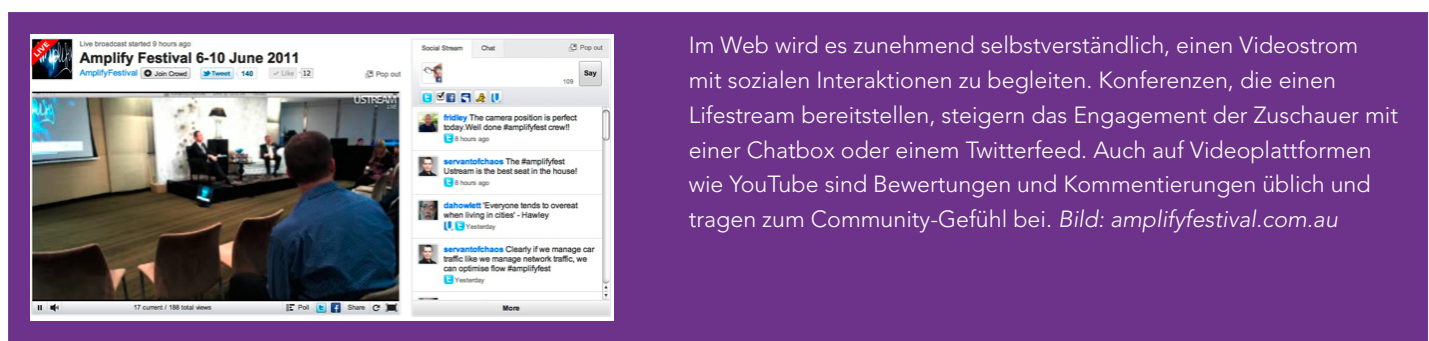 LIVE
Live broadcast started 9 hours ago
Amplify Festival 6-10 June 2011
AmplifyFestival Join Crowd Tweet 140 Like 12 Pop out
USTREAM
LIVE
17 current / 188 total views Poll Share
Social Stream Chat Pop out
109 Say
fridley The camera position is perfect
today.Well done #amplifyfest crew!!
8 hours ago
servantofchaos The #amplifyfest
Ustream is the best seat in the house!
8 hours ago
dahowlett 'Everyone tends to overeat
when living in cities' - Hawley
Yesterday
servantofchaos Clearly if we manage car
traffic like we manage network traffic, we
can optimise flow #amplifyfest
Yesterday
More
Im Web wird es zunehmend selbstverständlich, einen Videostrom
mit sozialen Interaktionen zu begleiten. Konferenzen, die einen
Lifestream bereitstellen, steigern das Engagement der Zuschauer mit
einer Chatbox oder einem Twitterfeed. Auch auf Videoplattformen
wie YouTube sind Bewertungen und Kommentierungen üblich und
tragen zum Community-Gefühl bei. Bild: amplifyfestival.com.au